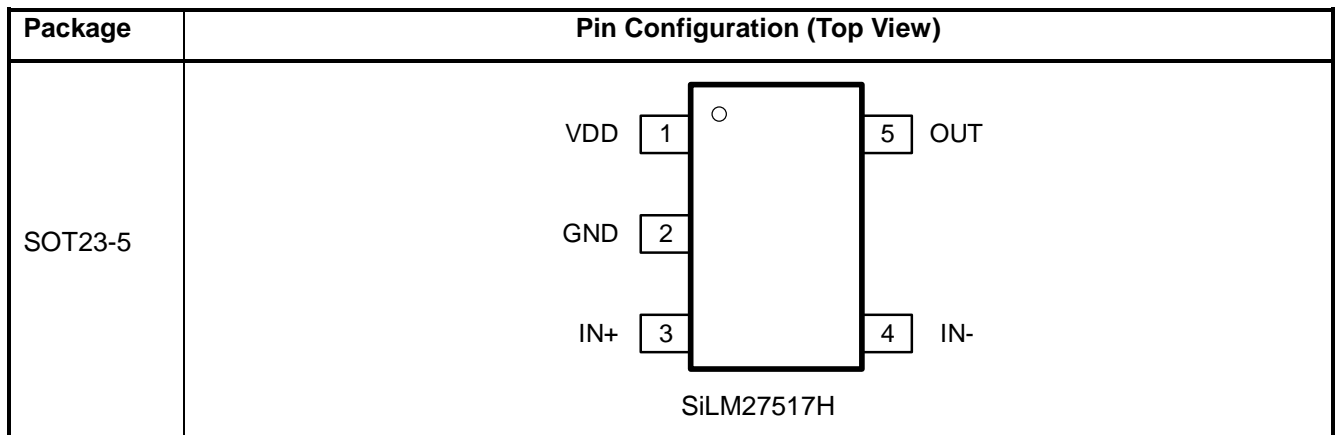 Package Pin Configuration (Top View)
VDD 1 5 OUT
SOT23-5 GND 2
IN+ 3 4 IN-
SiLM27517H